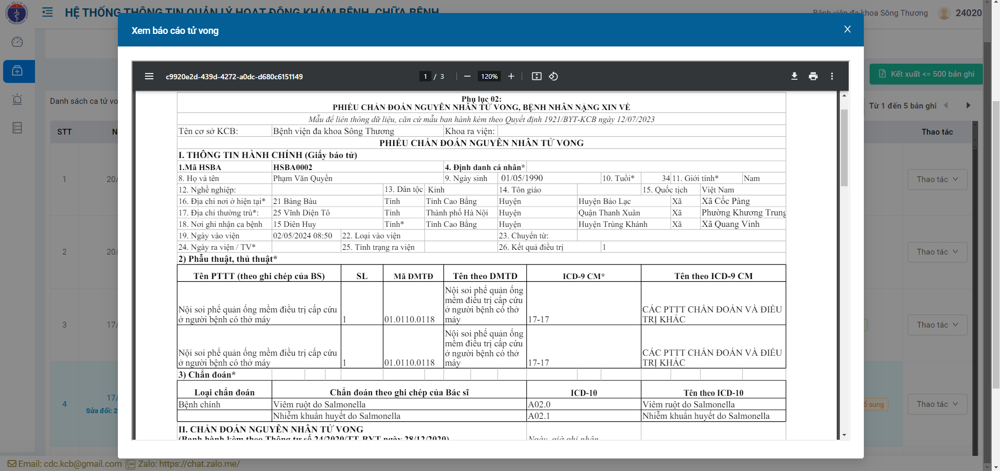 HỆ THỐNG THÔNG TIN QUẢN LÝ HOẠT ĐỘNG KHÁM BỆNH, CHỮA BỆNH
khoa Sông Thương
24020
Xem báo cáo tử vong
c9920e2d-439d-4272-a0dc-d680c6151149
1 / 3
120%
Kết xuất <= 500 bản ghi
Danh sách ca tử vo
Từ 1 đến 5 bản ghi
STT
N
Thao tác
1
20/
Thao tác
2
20/
Thao tác
3
17/
Thao tác
4
17/
Sửa đổi: 2
ổ sung
Thao tác
Phụ lục 02:
PHIẾU CHẨN ĐOÁN NGUYÊN NHÂN TỬ VONG, BỆNH NHÂN NẶNG XIN VỀ
Mẫu để liên thông dữ liệu, căn cứ mẫu ban hành kèm theo Quyết định 1921/BYT-KCB ngày 12/07/2023
Tên cơ sở KCB: Bệnh viện đa khoa Sông Thương Khoa ra viện:
PHIẾU CHẨN ĐOÁN NGUYÊN NHÂN TỬ VONG
I. THÔNG TIN HÀNH CHÍNH (Giấy báo tử)
1.Mã HSBA HSBA0002 4. Định danh cá nhân*
8. Họ và tên Phạm Văn Quyền 9. Ngày sinh 01/05/1990 10. Tuổi* 34 11. Giới tính* Nam
12. Nghề nghiệp: 13. Dân tộc Kinh 14. Tôn giáo 15. Quốc tịch Việt Nam
16. Địa chỉ nơi ở hiện tại* 21 Bàng Bàu Tỉnh Tỉnh Cao Bằng Huyện Huyện Bảo Lạc Xã Xã Cốc Pàng
17. Địa chỉ thường trú*: 25 Vĩnh Diện Tô Tỉnh Thành phố Hà Nội Huyện Quận Thanh Xuân Xã Phường Khương Trung
18. Nơi ghi nhận ca bệnh 15 Diên Huy Tỉnh* Tỉnh Cao Bằng Huyện Huyện Trùng Khánh Xã Xã Quang Vinh
19. Ngày vào viện 02/05/2024 08:50 22. Loại vào viện 23. Chuyển từ:
24. Ngày ra viện / TV* 25. Tình trạng ra viện 26. Kết quả điều trị 1
2) Phẫu thuật, thủ thuật*
Tên PTTT (theo ghi chép của BS) SL Mã DMTĐ Tên theo DMTĐ ICD-9 CM* Tên theo ICD-9 CM
Nội soi phế quản ống mềm điều trị cấp cứu ở người bệnh có thở máy
Nội soi phế quản ống mềm điều trị cấp cứu
ở người bệnh có thở máy
1
01.0110.0118
17-17
CÁC PTTT CHẨN ĐOÁN VÀ ĐIỀU
TRỊ KHÁC
Nội soi phế quản ống mềm điều trị cấp cứu ở người bệnh có thở máy
Nội soi phế quản ống mềm điều trị cấp cứu
ở người bệnh có thở máy
1
01.0110.0118
17-17
CÁC PTTT CHẨN ĐOÁN VÀ ĐIỀU
TRỊ KHÁC
3) Chẩn đoán*
Loại chẩn đoán Chẩn đoán theo ghi chép của Bác sĩ ICD-10 Tên theo ICD-10
Bệnh chính Viêm ruột do Salmonella A02.0 Viêm ruột do Salmonella
Nhiễm khuẩn huyết do Salmonella A02.1 Nhiễm khuẩn huyết do Salmonella
II. CHẨN ĐOÁN NGUYÊN NHÂN TỬ VONG
(Banh hành kèm theo Thông tư số 24/2020/TT-BYT ngày 28/12/2020) Ngày, giờ ghi nhận
Email: cdc.kcb@gmail.com Zalo: https://chat.zalo.me/